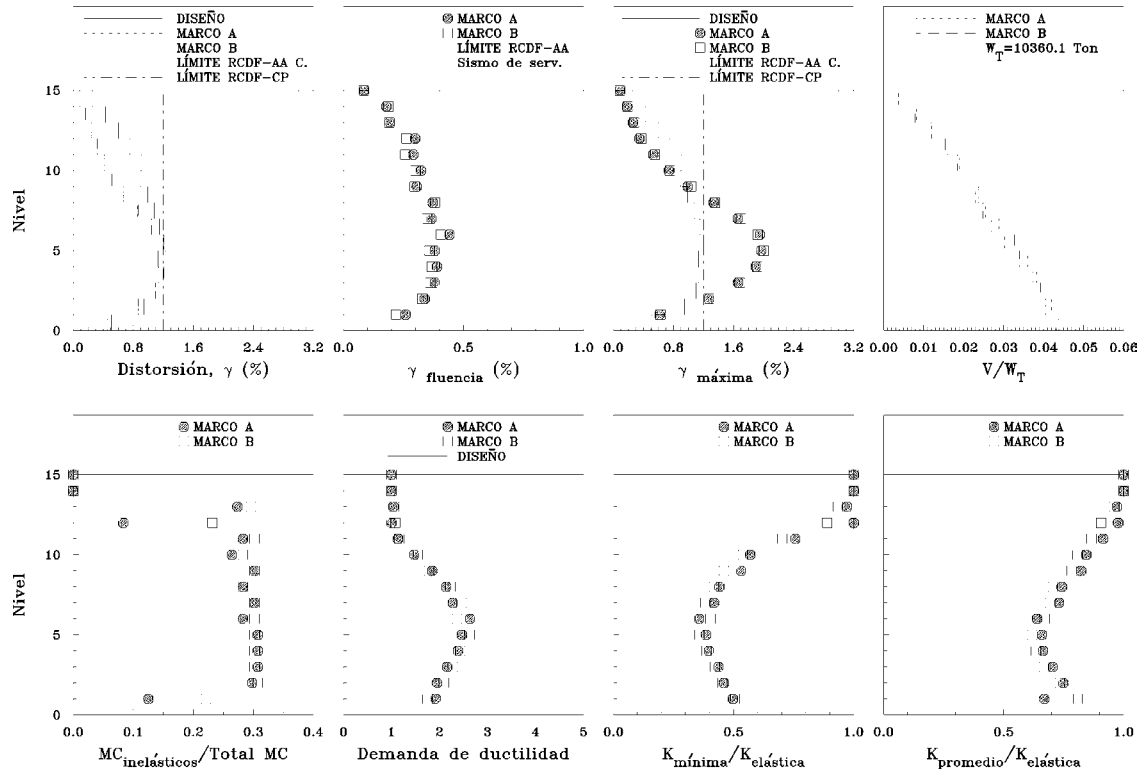 DISEÑO
MARCO A
MARCO B
LÍMITE RCDF-AA C.
LÍMITE RCDF-CP
15
10
5
0
Nivel
0.0 0.8 1.6 2.4 3.2
Distorsión, γ (%)
MARCO A
MARCO B
LÍMITE RCDF-AA
Sismo de serv.
0.0 0.5 1.0
γ fluencia (%)
DISEÑO
MARCO A
MARCO B
LÍMITE RCDF-AA C.
LÍMITE RCDF-CP
0.0 0.8 1.6 2.4 3.2
γ máxima (%)
MARCO A
MARCO B
W_T=10360.1 Ton
0.00 0.01 0.02 0.03 0.04 0.05 0.06
V/W_T
MARCO A
MARCO B
15
10
5
0
Nivel
0.0 0.1 0.2 0.3 0.4
MC inelásticos/Total MC
MARCO A
MARCO B
DISEÑO
0 1 2 3 4 5
Demanda de ductilidad
MARCO A
MARCO B
0.0 0.5 1.0
K mínima/K elástica
MARCO A
MARCO B
0.0 0.5 1.0
K promedio/K elástica